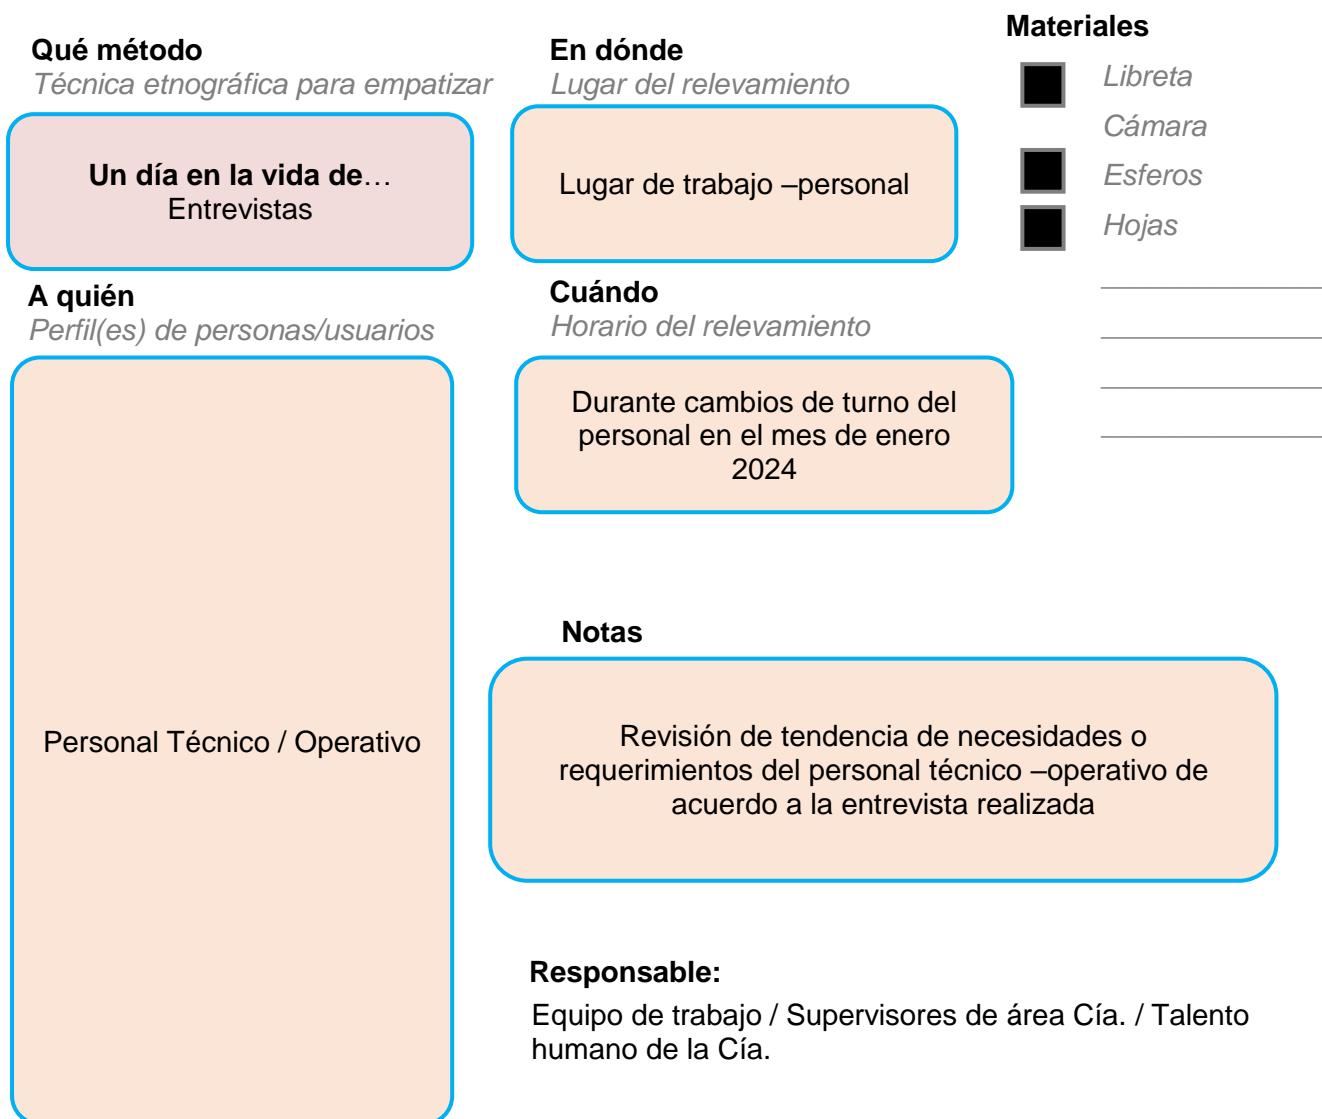 Qué método
Técnica etnográfica para empatizar
Un día en la vida de…
Entrevistas
En dónde
Lugar del relevamiento
Lugar de trabajo –personal
Materiales
Libreta
Cámara
Esferos
Hojas
A quién
Perfil(es) de personas/usuarios
Personal Técnico / Operativo
Cuándo
Horario del relevamiento
Durante cambios de turno del
personal en el mes de enero
2024
Notas
Revisión de tendencia de necesidades o
requerimientos del personal técnico –operativo de
acuerdo a la entrevista realizada
Responsable:
Equipo de trabajo / Supervisores de área Cía. / Talento
humano de la Cía.